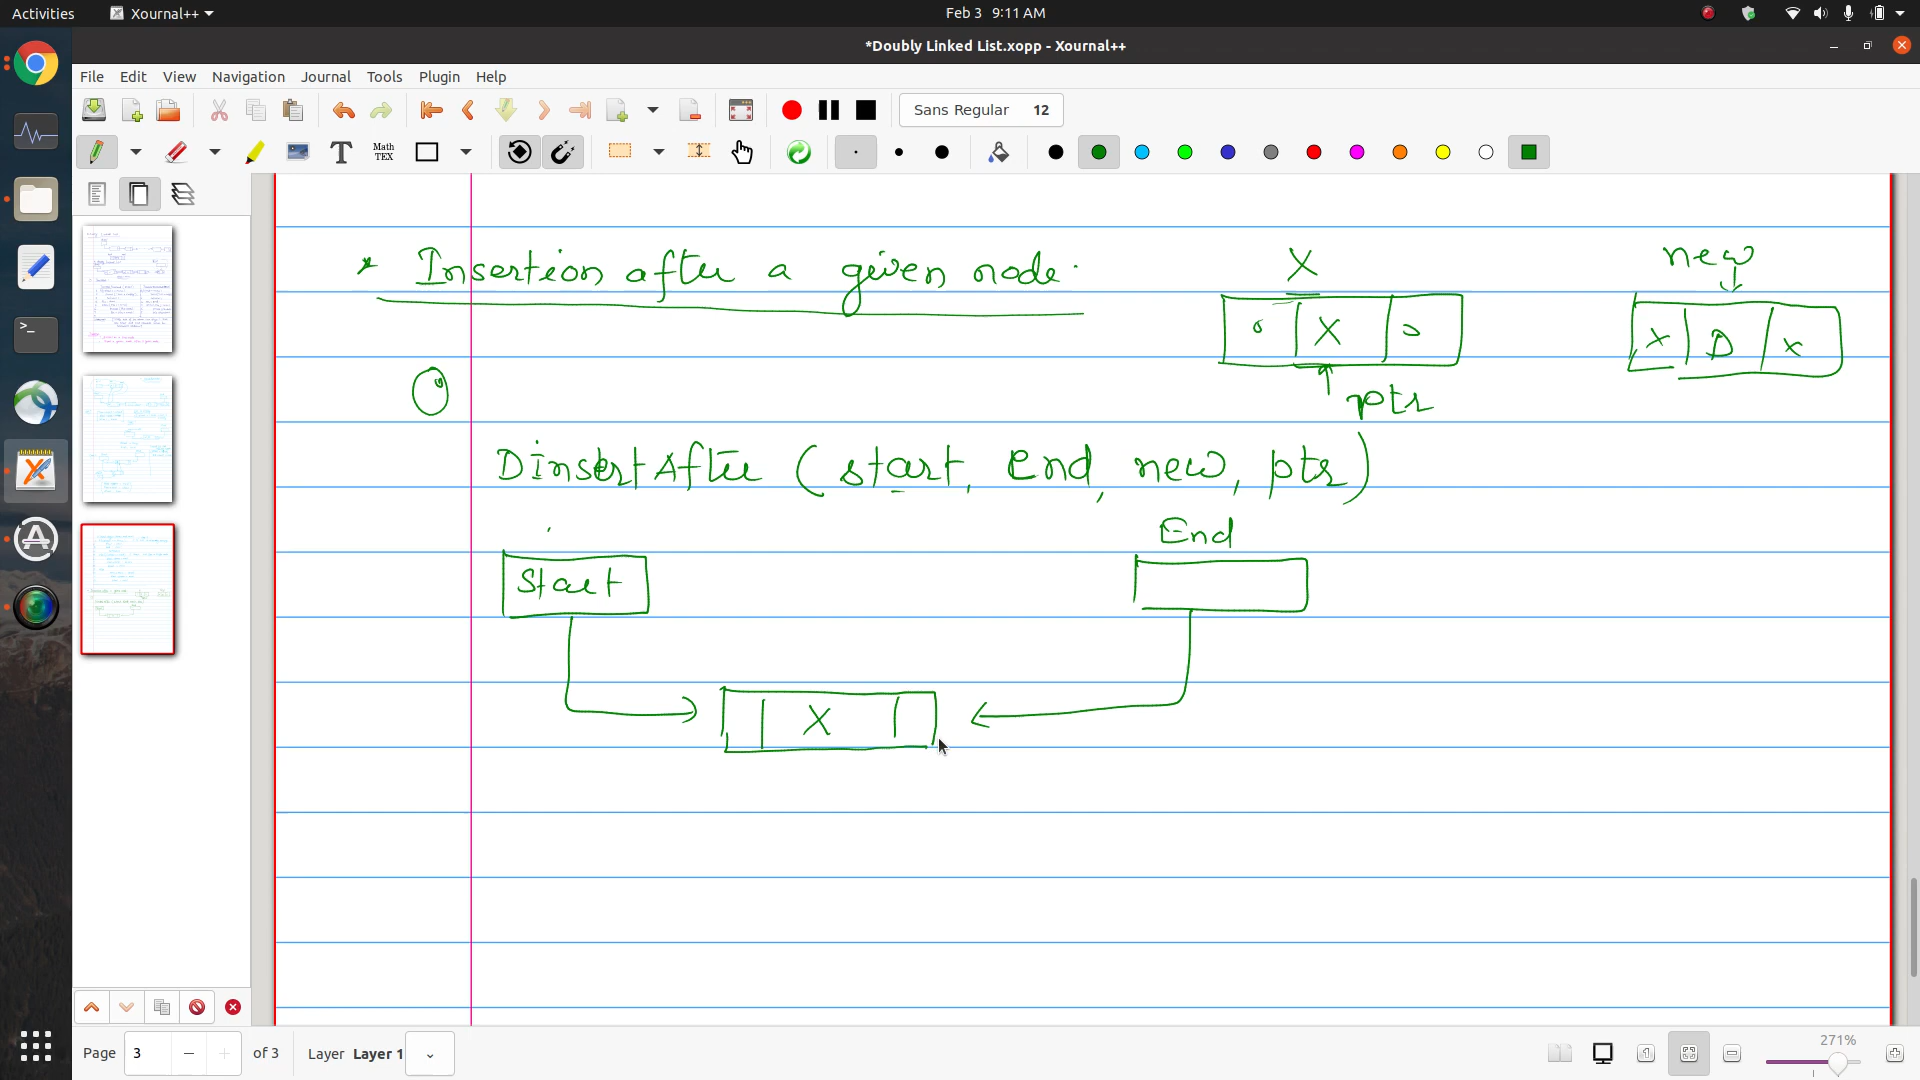 Activities
Xournal++
Feb 3 9:11 AM
*Doubly Linked List.xopp - Xournal++
File Edit View Navigation Journal Tools Plugin Help
Sans Regular 12
Math TEX
* Insertion after a given node.
X
new
X
X D X
ptr
DinsertAfter (start, End, new, ptr)
End
Start
X
Page 3 of 3 Layer Layer 1
271%